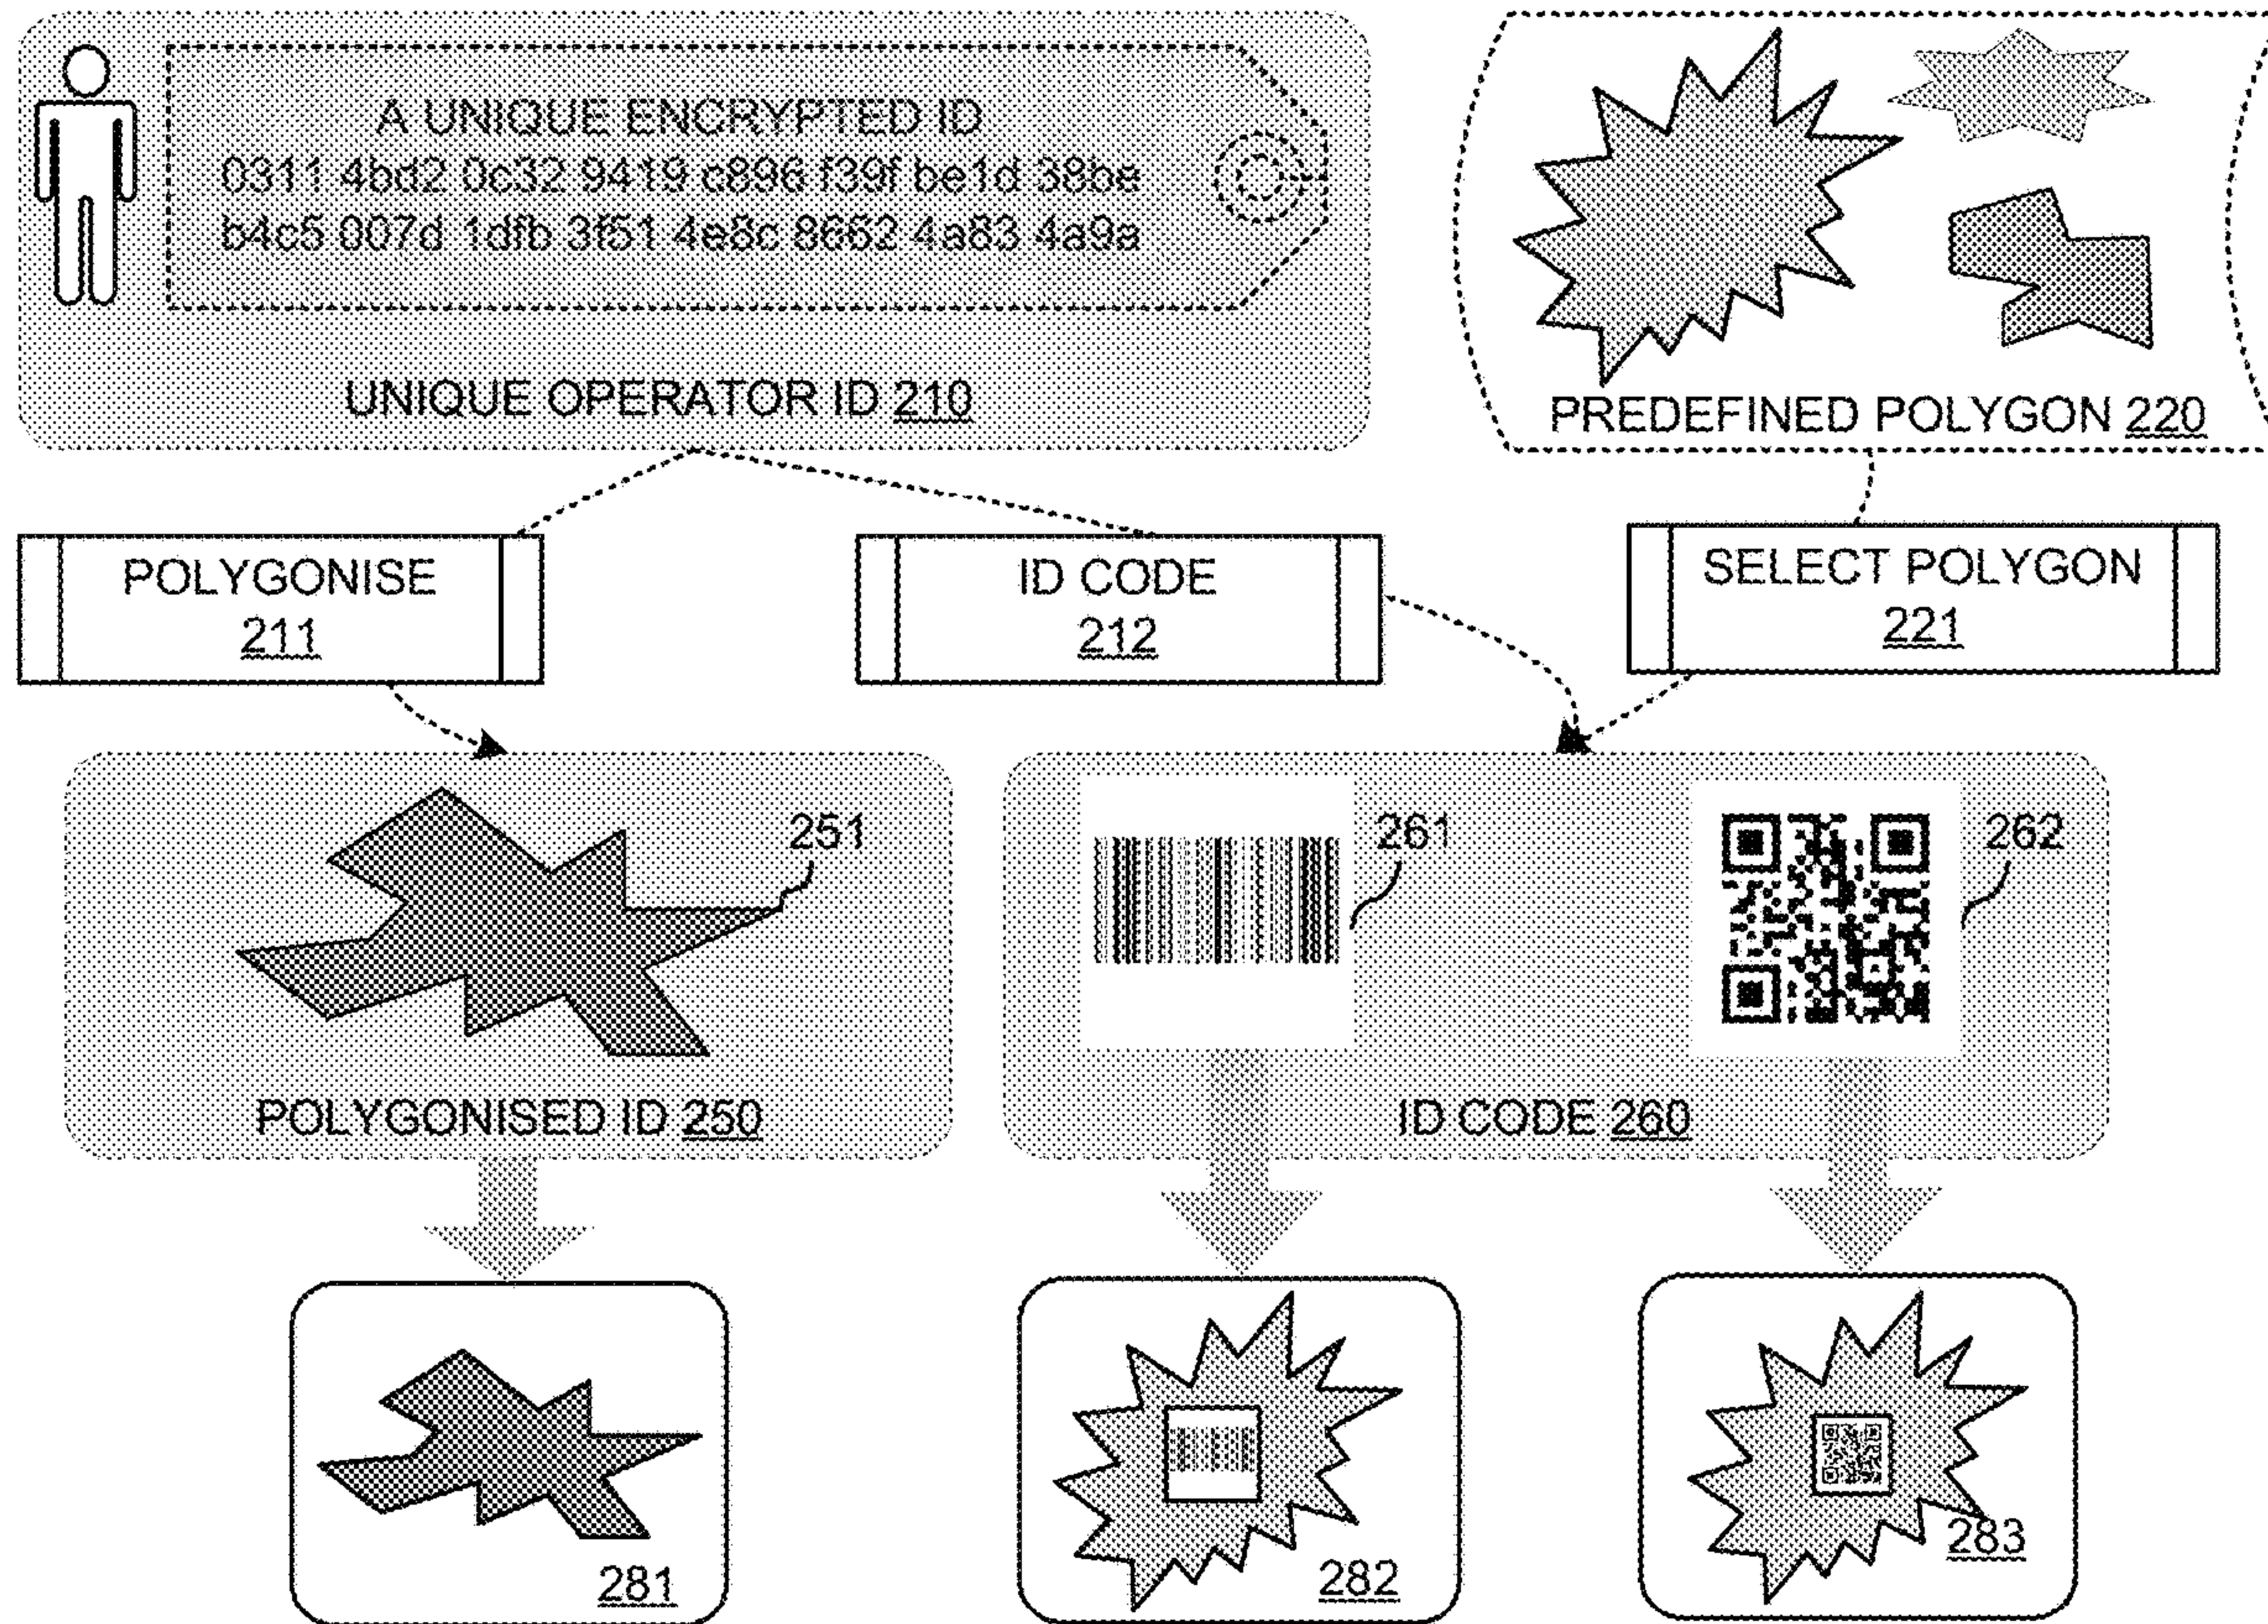 A UNIQUE ENCRYPTED ID
0311 4bd2 0c32 9419 c896 f39f be1d 38be
b4c5 007d 1dfb 3f51 4e8c 8662 4a83 4a9a
UNIQUE OPERATOR ID 210
PREDEFINED POLYGON 220
POLYGONISE
211
ID CODE
212
SELECT POLYGON
221
251
261
262
POLYGONISED ID 250
ID CODE 260
281
282
283